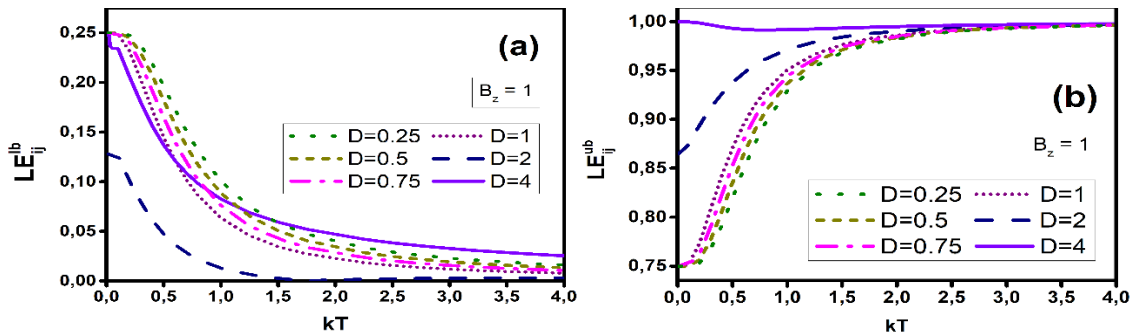 0,25
0,20
0,15
0,10
0,05
0,00
LE_ij^lb
(a)
B_z = 1
D=0.25 D=1
D=0.5 D=2
D=0.75 D=4
0,0 0,5 1,0 1,5 2,0 2,5 3,0 3,5 4,0
kT
1,00
0,95
0,90
0,85
0,80
0,75
LE_ij^ub
(b)
B_z = 1
D=0.25 D=1
D=0.5 D=2
D=0.75 D=4
0,0 0,5 1,0 1,5 2,0 2,5 3,0 3,5 4,0
kT